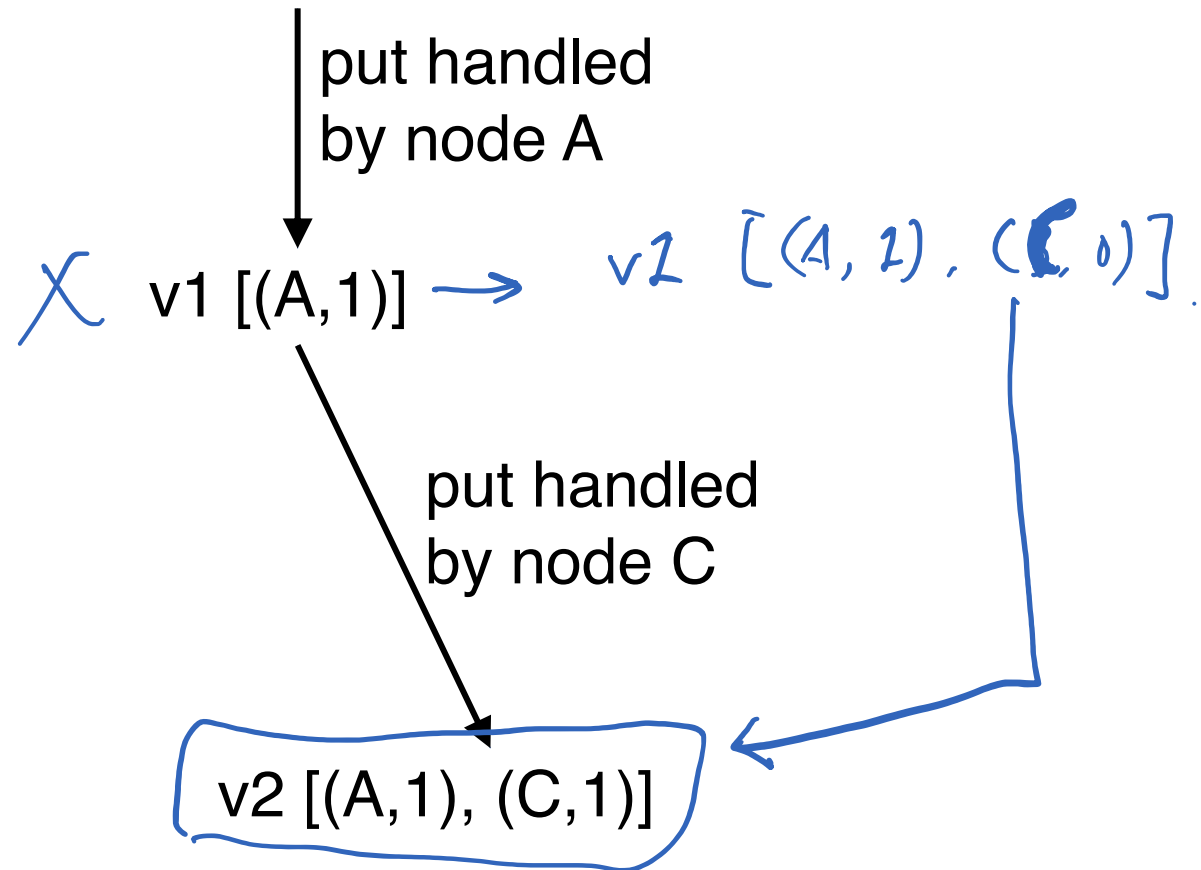 put handled
by node A
X v1 [(A,1)] → v1 [(A, 1), (C, 0)].
put handled
by node C
v2 [(A,1), (C,1)]